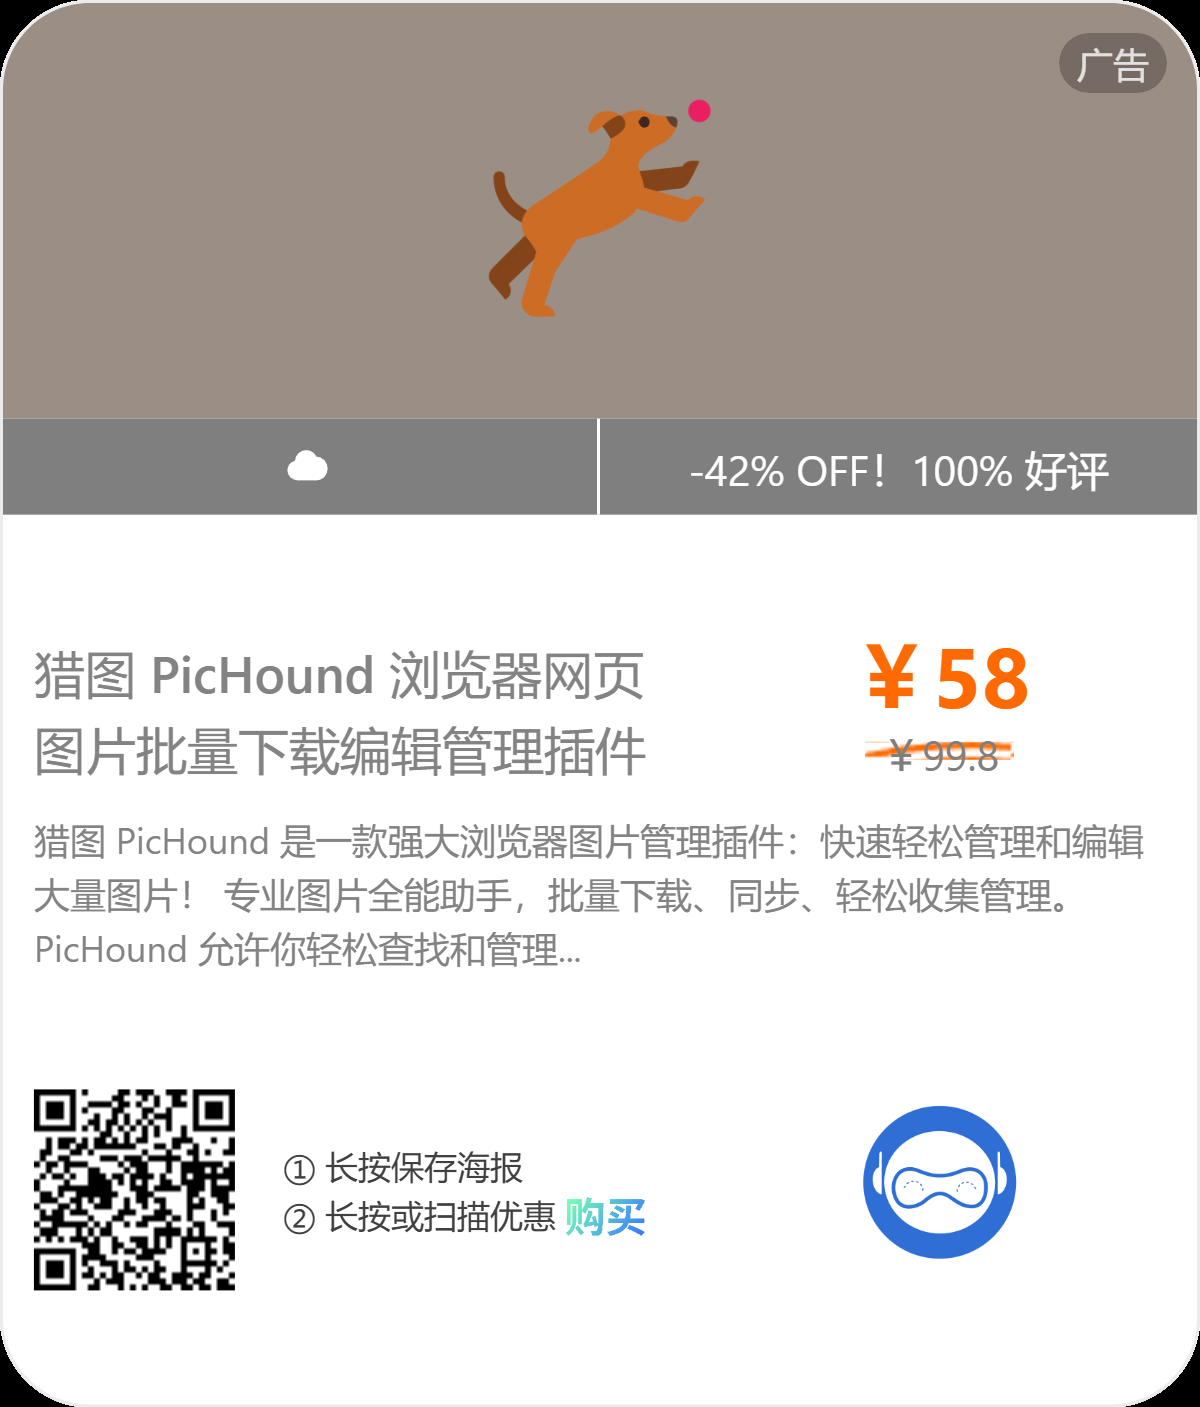 广告
-42% OFF！100% 好评
猎图 PicHound 浏览器网页
图片批量下载编辑管理插件
¥ 58
¥ 99.8
猎图 PicHound 是一款强大浏览器图片管理插件：快速轻松管理和编辑
大量图片！ 专业图片全能助手，批量下载、同步、轻松收集管理。
PicHound 允许你轻松查找和管理...
① 长按保存海报
② 长按或扫描优惠 购买